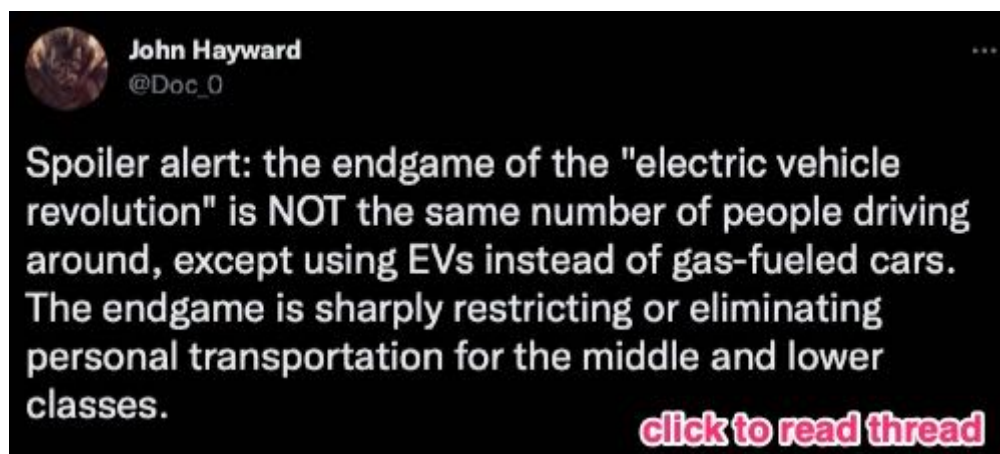 John Hayward
@Doc_0
Spoiler alert: the endgame of the "electric vehicle
revolution" is NOT the same number of people driving
around, except using EVs instead of gas-fueled cars.
The endgame is sharply restricting or eliminating
personal transportation for the middle and lower
classes.
click to read thread